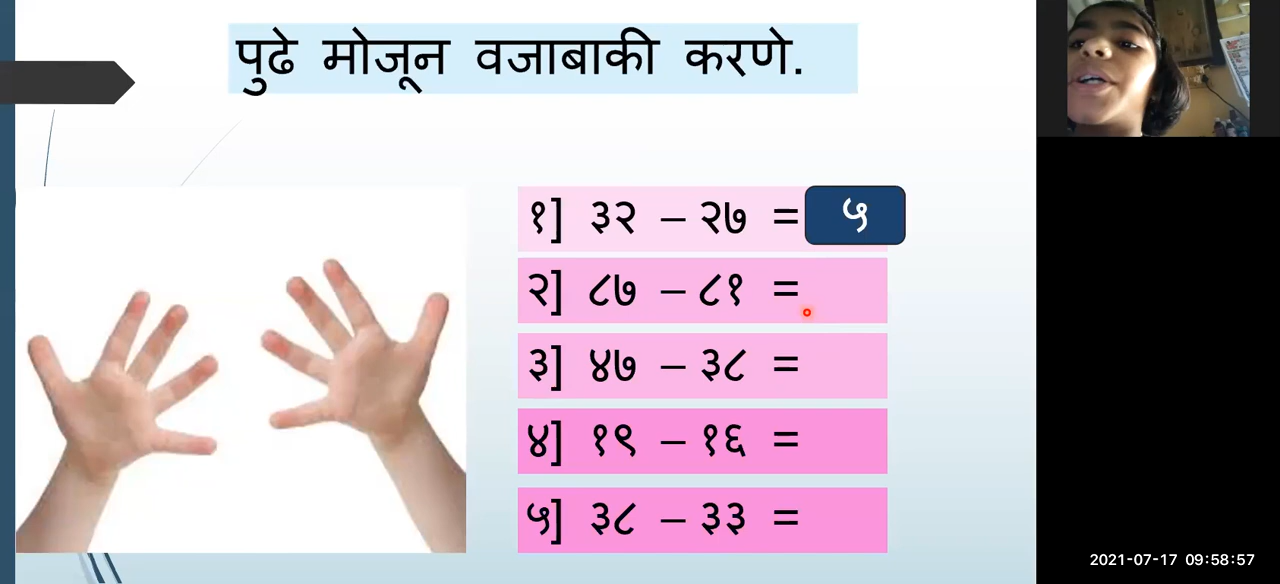 पुढे मोजून वजाबाकी करणे.
१] ३२ – २७ = ५
२] ८७ – ८१ =
३] ४७ – ३८ =
४] १९ – १६ =
५] ३८ – ३३ =
2021-07-17 09:58:57